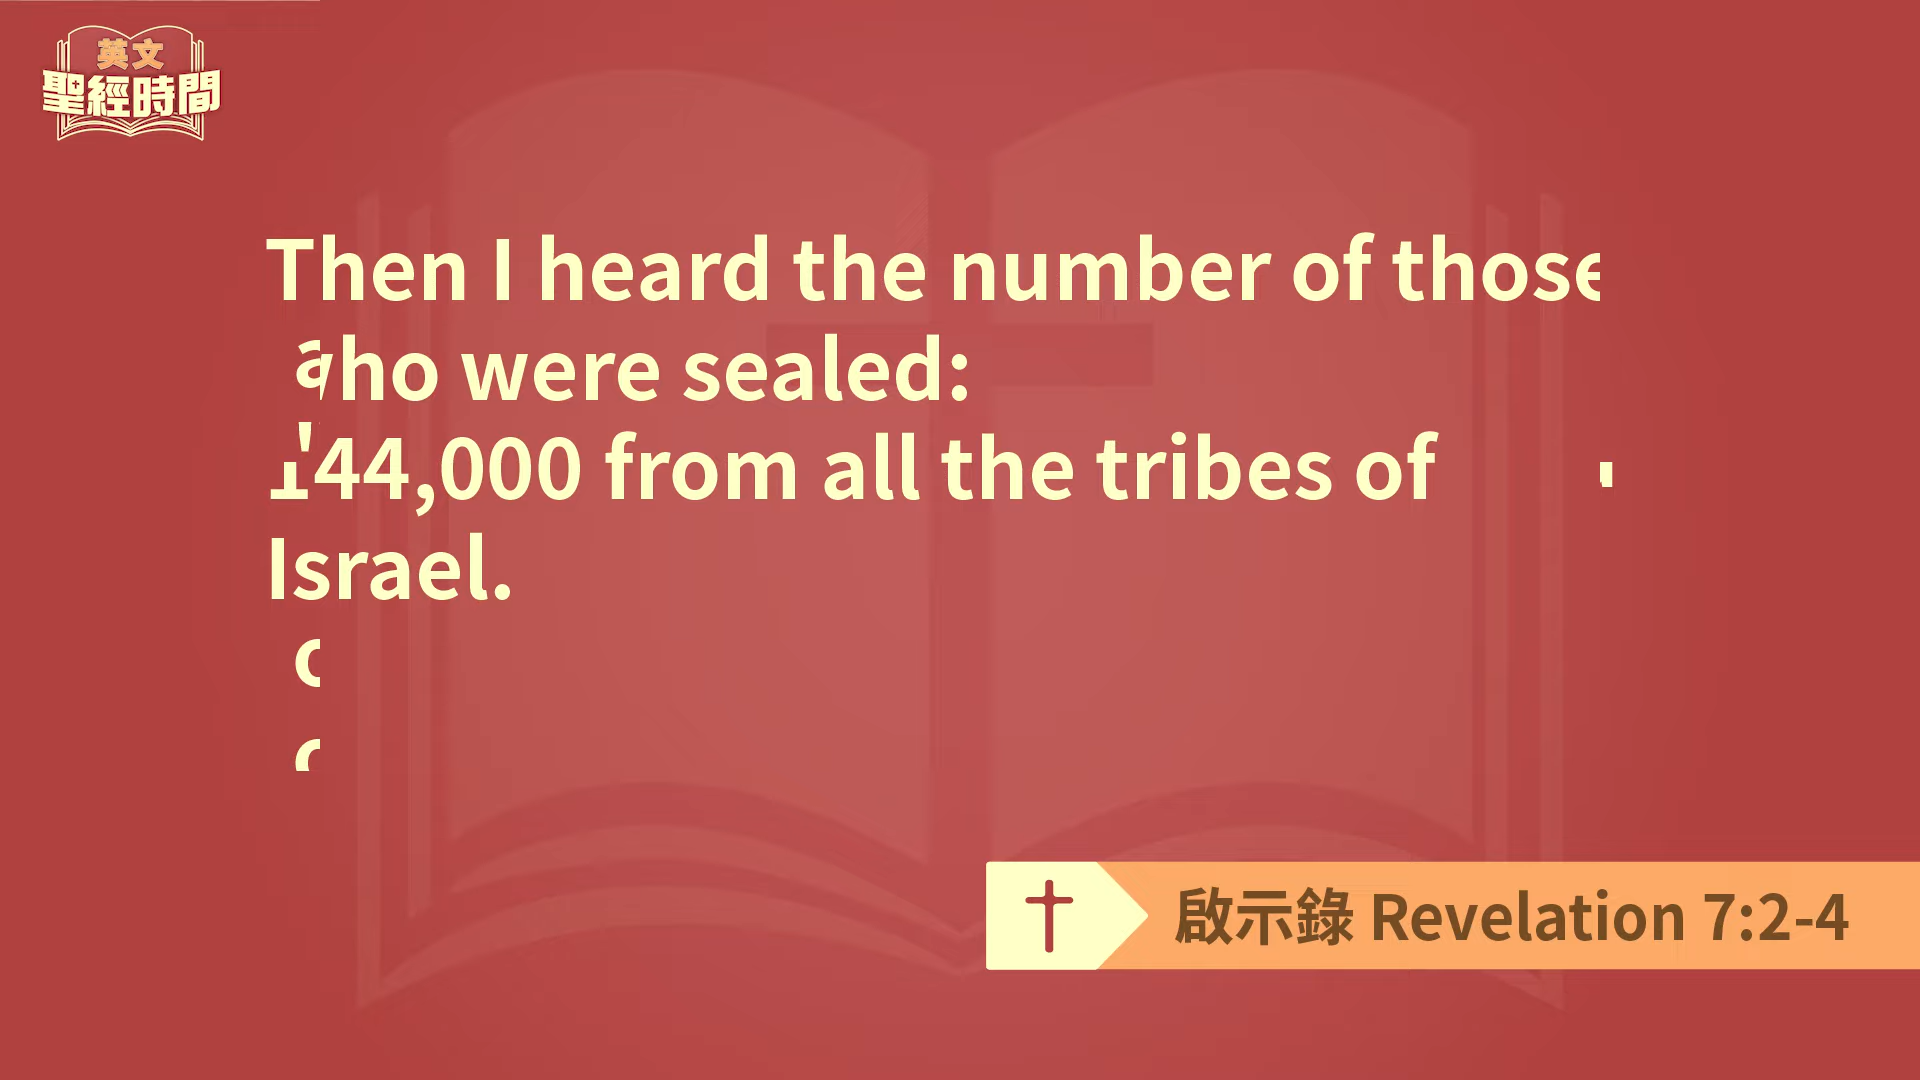 英文
聖經時間
Then I heard the number of those
who were sealed:
144,000 from all the tribes of
Israel.
啟示錄 Revelation 7:2-4